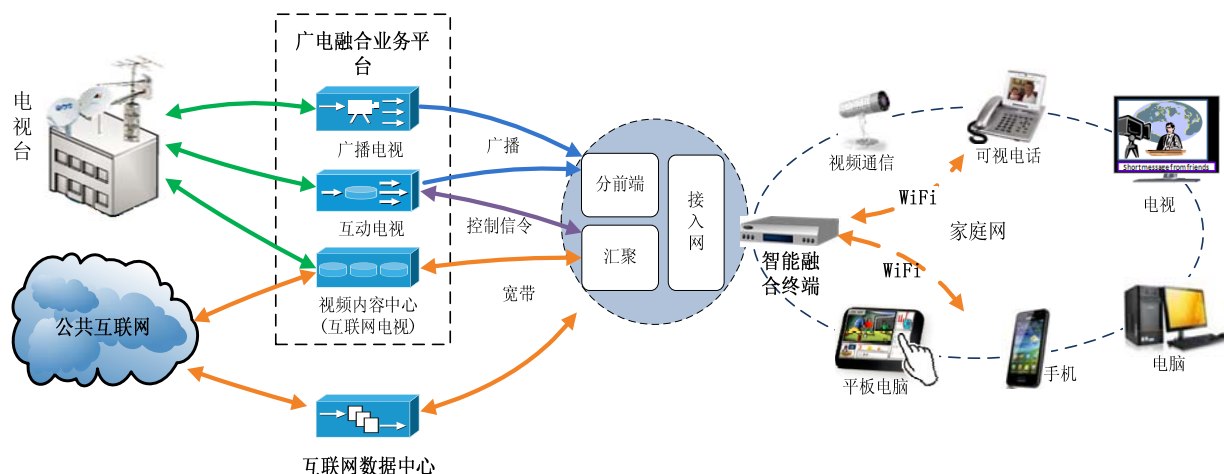 电视台
广电融合业务平
台
广播电视
互动电视
视频内容中心
(互联网电视)
公共互联网
互联网数据中心
广播
控制信令
宽带
分前端
汇聚
接入网
智能融
合终端
视频通信
可视电话
Short message from friends
电视
WiFi
家庭网
WiFi
平板电脑
手机
电脑